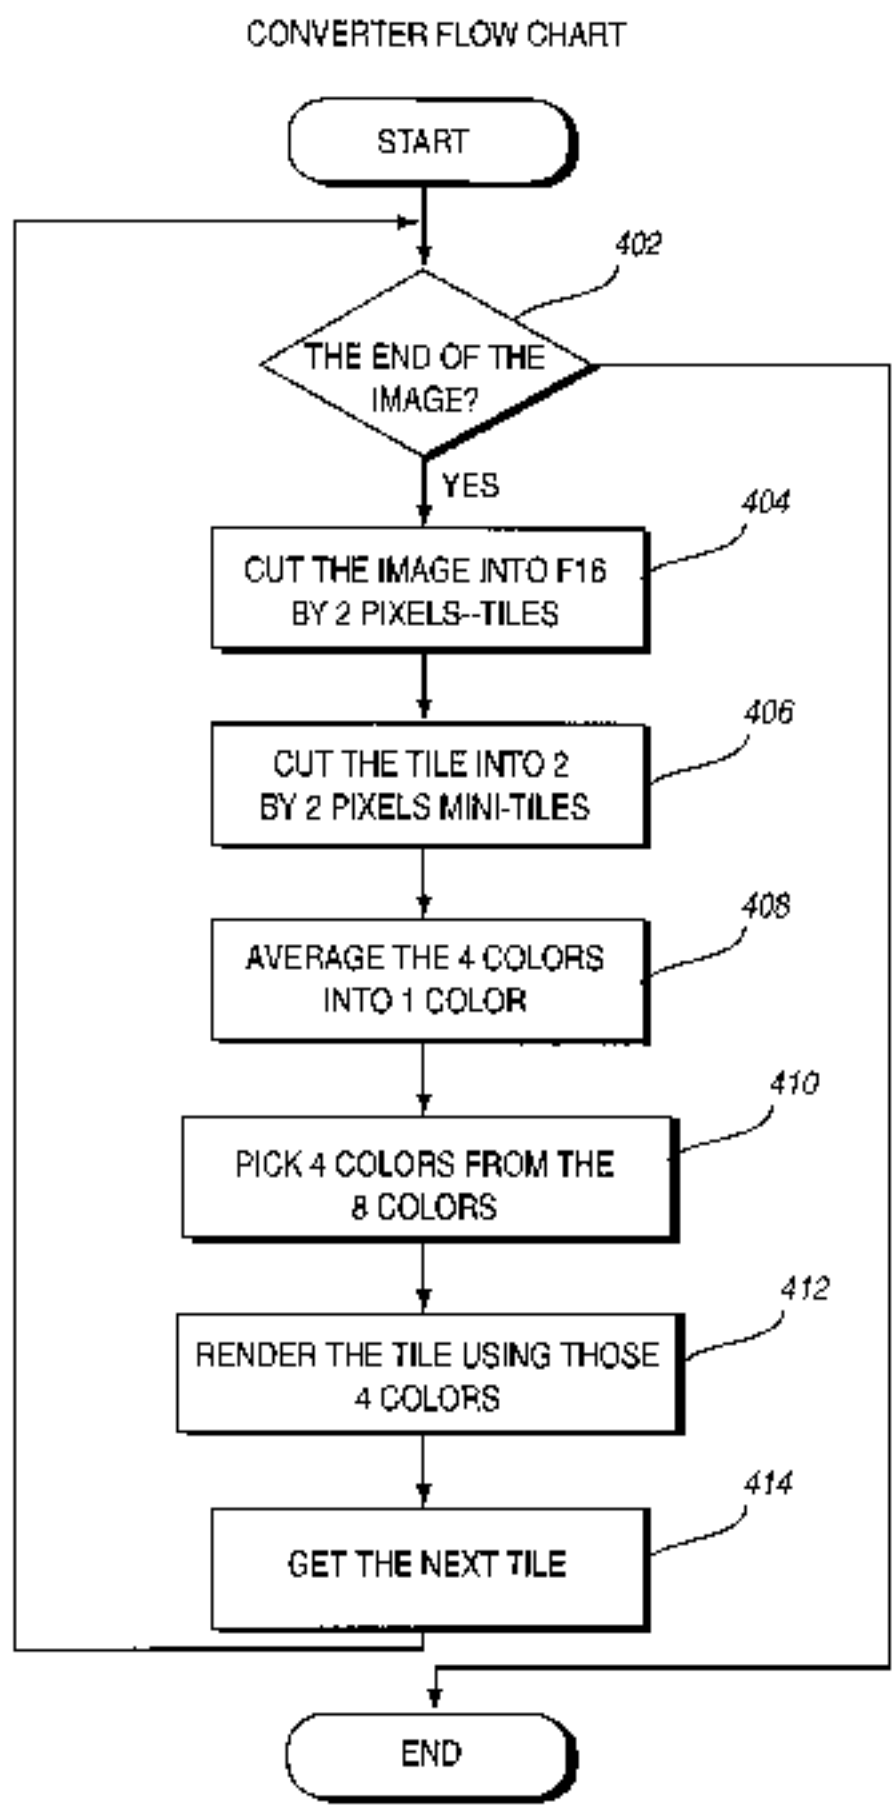 CONVERTER FLOW CHART
START
402
THE END OF THE
IMAGE?
YES
404
CUT THE IMAGE INTO F16
BY 2 PIXELS--TILES
406
CUT THE TILE INTO 2
BY 2 PIXELS MINI-TILES
408
AVERAGE THE 4 COLORS
INTO 1 COLOR
410
PICK 4 COLORS FROM THE
8 COLORS
412
RENDER THE TILE USING THOSE
4 COLORS
414
GET THE NEXT TILE
END